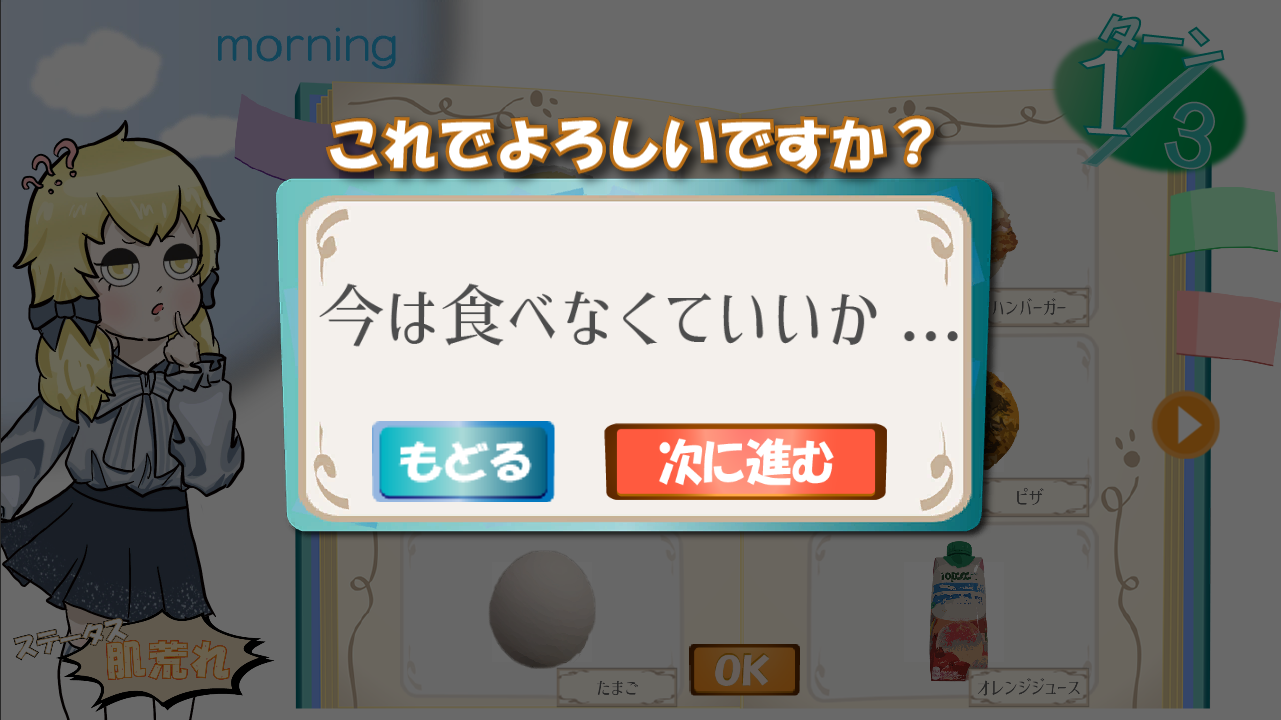 morning
ターン
1/3
これでよろしいですか?
今は食べなくていいか ...
もどる
次に進む
ハンバーガー
ピザ
たまご
オレンジジュース
OK
ステータス
肌荒れ